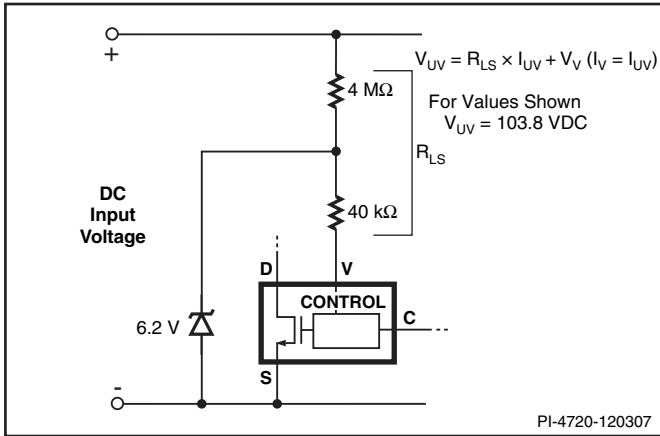 +
V_UV = R_LS × I_UV + V_V (I_V = I_UV)
4 MΩ
For Values Shown
V_UV = 103.8 VDC
R_LS
DC
Input
Voltage
40 kΩ
D
V
CONTROL
C
6.2 V
S
-
PI-4720-120307